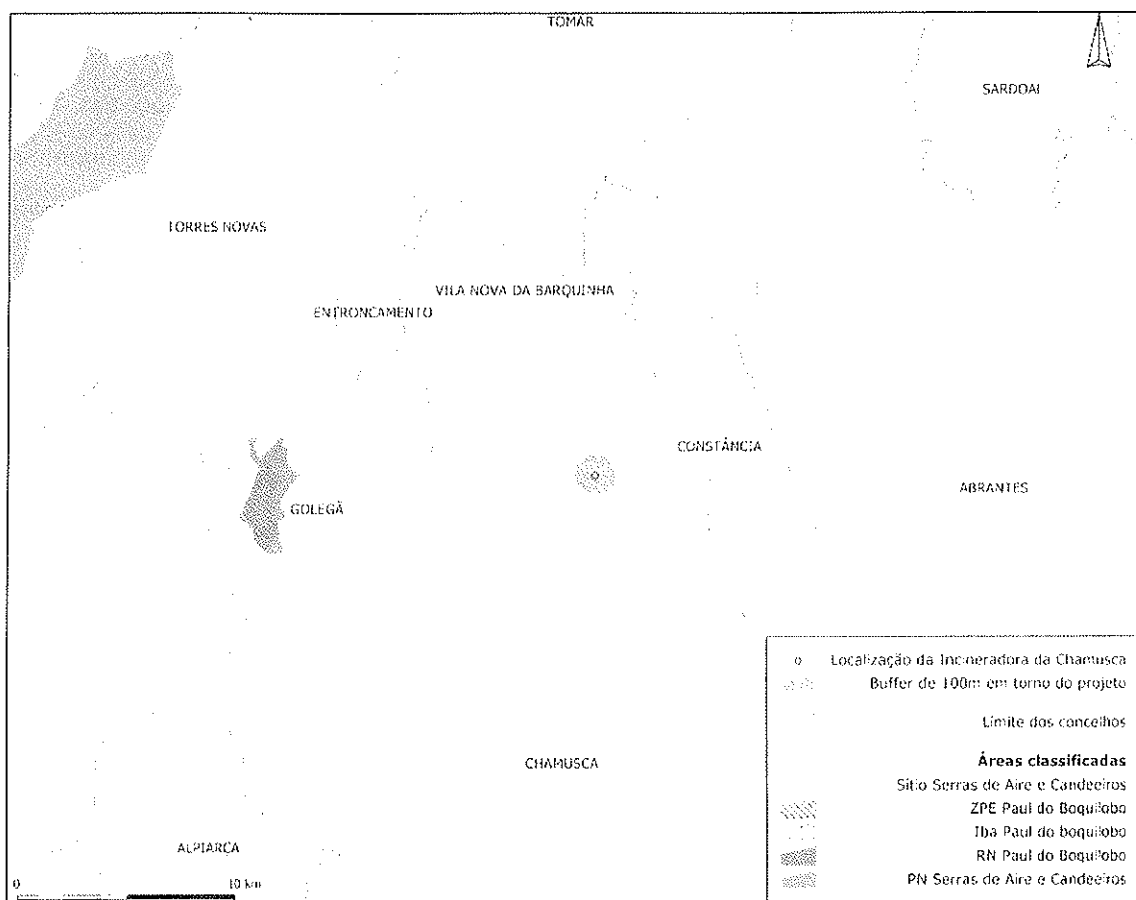 TOMAR
SARDOAL
TORRES NOVAS
VILA NOVA DA BARQUINHA
ENTRONCAMENTO
CONSTÂNCIA
ABRANTES
GOLEGÃ
CHAMUSCA
ALPIARÇA
0 10 km
Localização da Incineradora da Chamusca
Buffer de 100m em torno do projeto
Limite dos concelhos
Áreas classificadas
Sítio Serras de Aire e Candeeiros
ZPE Paul do Boquilobo
Iba Paul do boquilobo
RN Paul do Boquilobo
PN Serras de Aire e Candeeiros